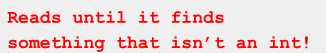 Reads until it finds
something that isn’t an int!